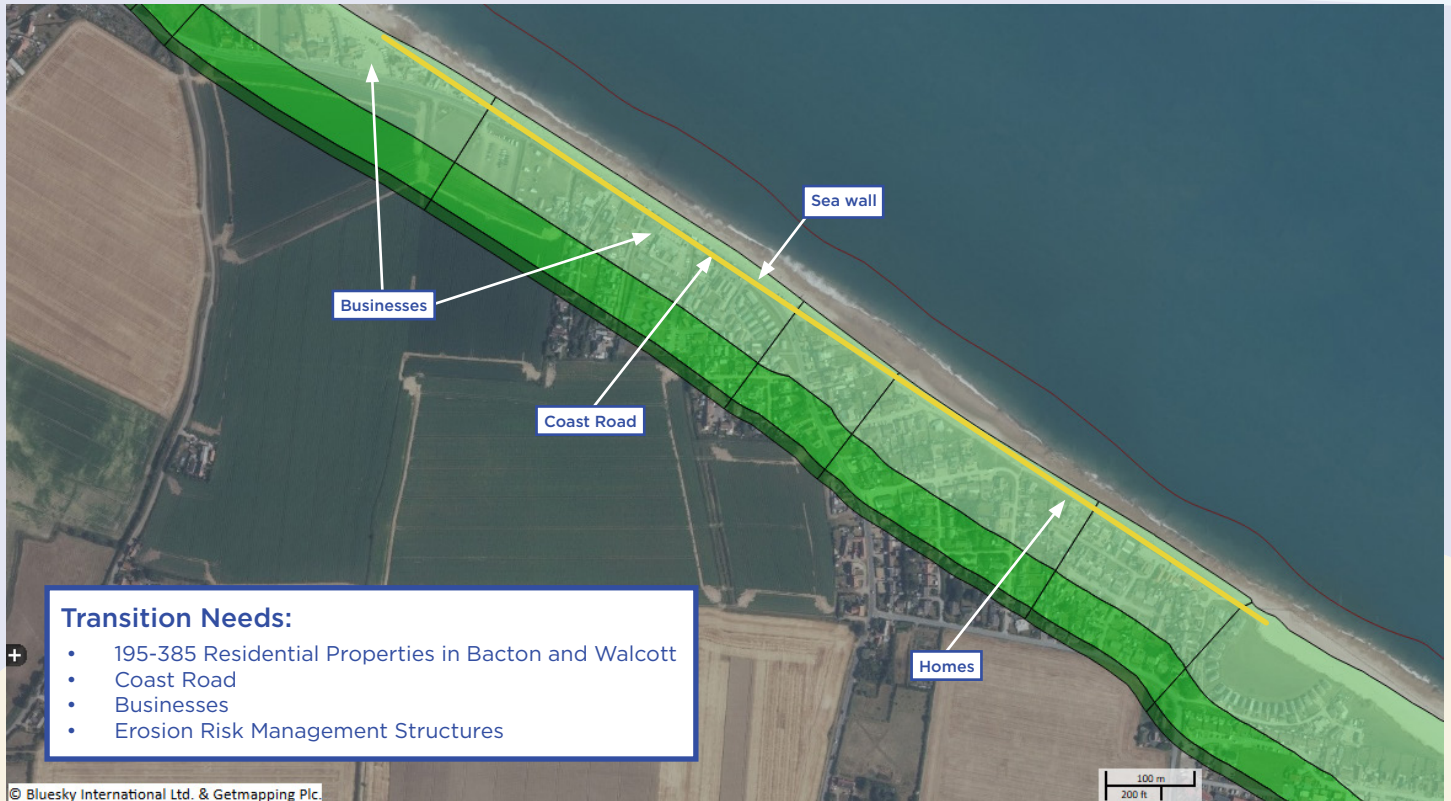 Sea wall
Businesses
Coast Road
Transition Needs:
• 195-385 Residential Properties in Bacton and Walcott
• Coast Road
• Businesses
• Erosion Risk Management Structures
Homes
+
100 m
200 ft
© Bluesky International Ltd. & Getmapping Plc.